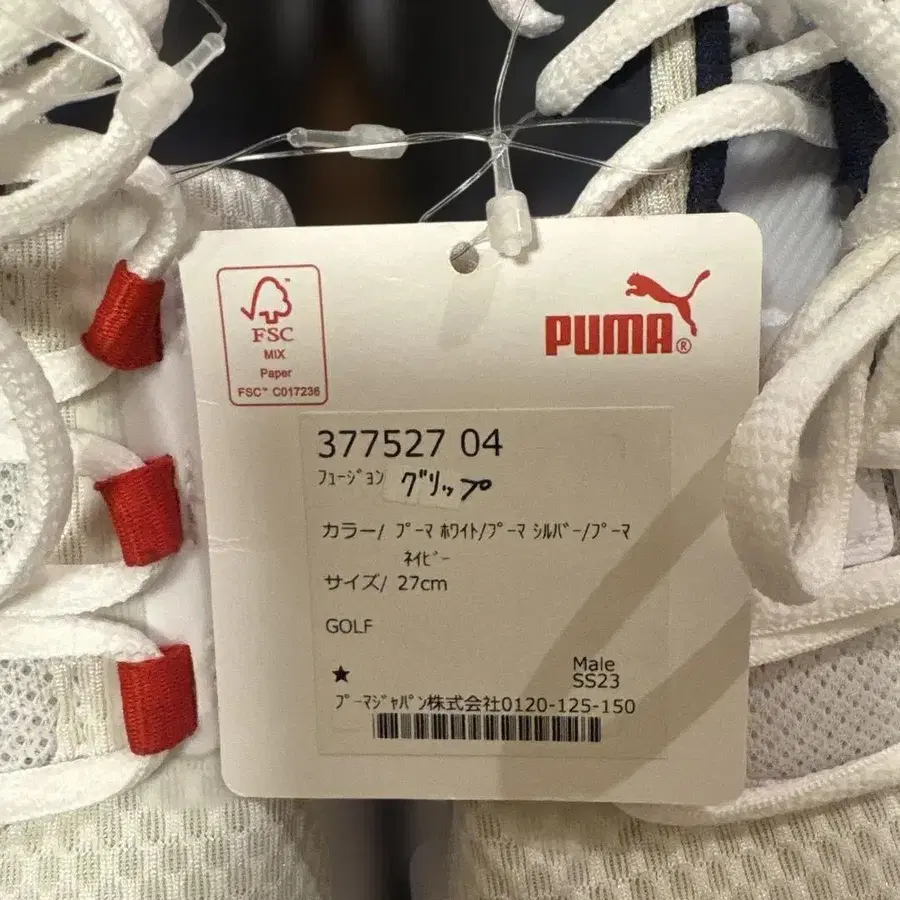 FSC™
MIX
Paper
FSC™ C017236
PUMA®
377527 04
ﾌｭｰｼﾞｮﾝ グリップ
カラー/ ﾌﾟｰﾏ ﾎﾜｲﾄ/ﾌﾟｰﾏ ｼﾙﾊﾞｰ/ﾌﾟｰﾏ
ﾈｲﾋﾞｰ
サイズ/ 27cm
GOLF
★ Male
SS23
ﾌﾟｰﾏｼﾞｬﾊﾟﾝ株式会社0120-125-150